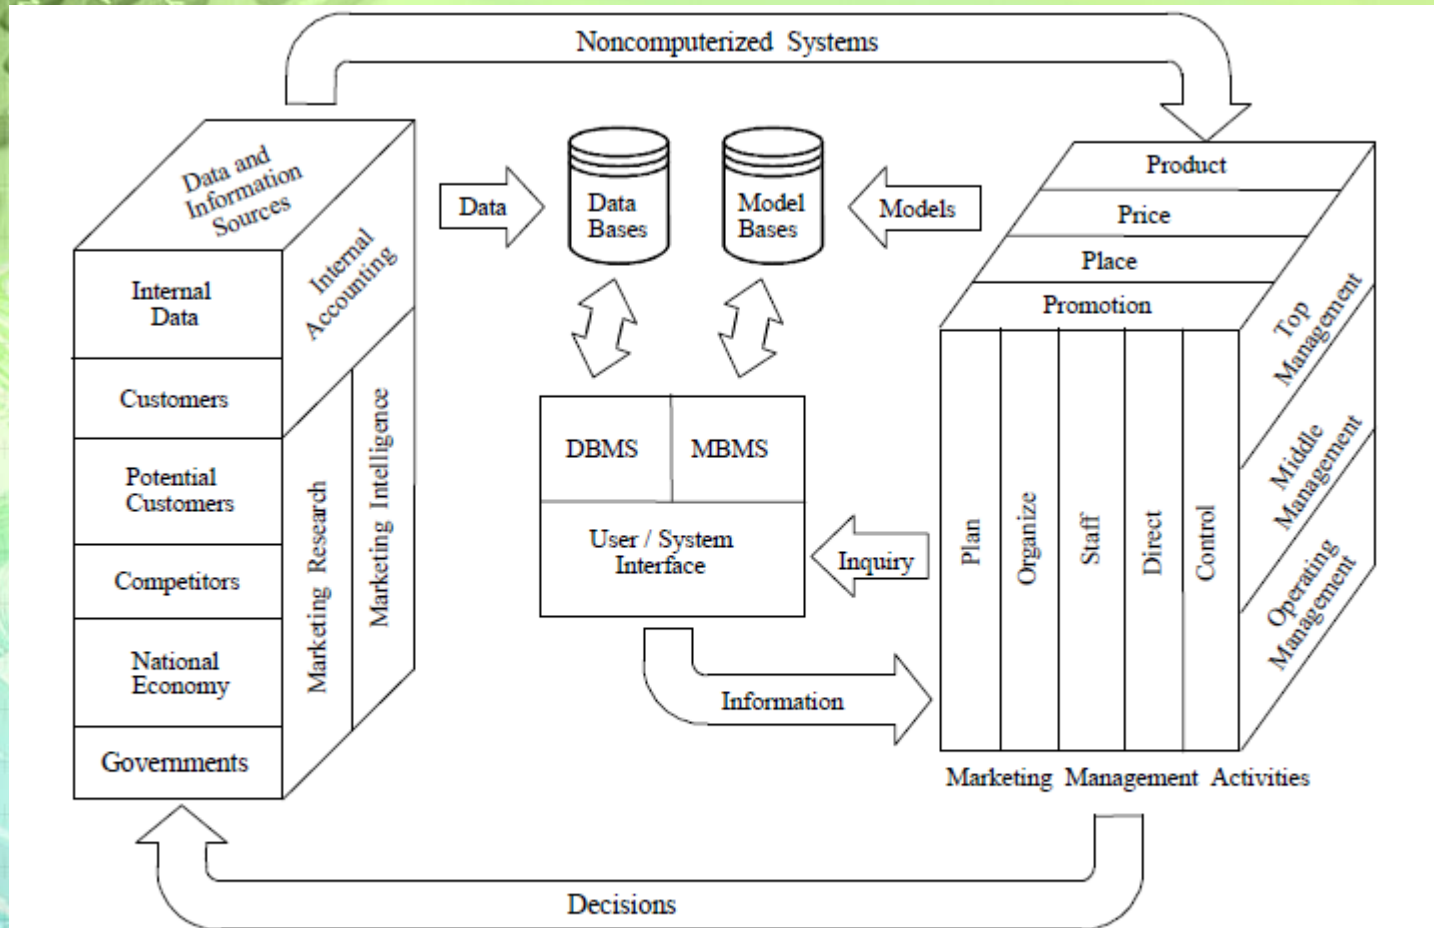 Noncomputerized Systems
Data and
Information
Sources
Internal
Accounting
Internal
Data
Customers
Potential
Customers
Competitors
National
Economy
Governments
Marketing Research
Marketing Intelligence
Data
Data
Bases
Model
Bases
Models
DBMS
MBMS
User / System
Interface
Inquiry
Information
Product
Price
Place
Promotion
Plan
Organize
Staff
Direct
Control
Top
Management
Middle
Management
Operating
Management
Marketing Management Activities
Decisions